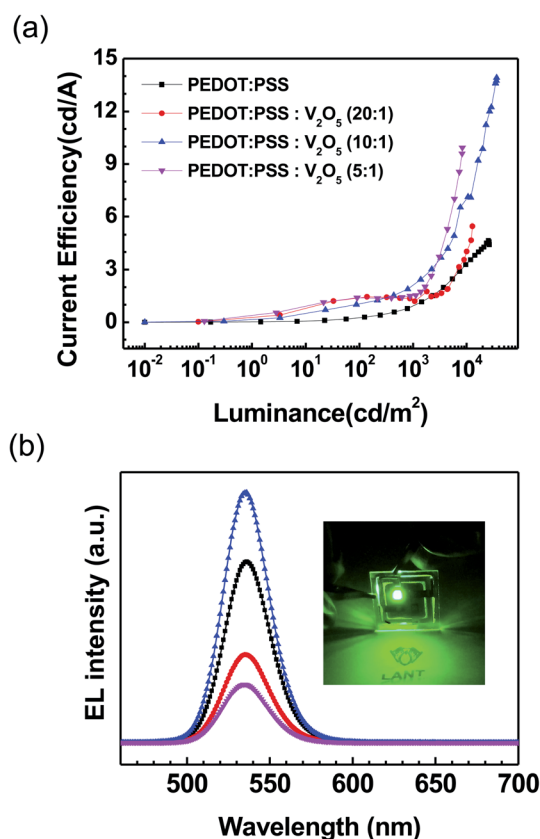 (a)
Current Efficiency(cd/A)
15
12
9
6
3
0
PEDOT:PSS
PEDOT:PSS : V₂O₅ (20:1)
PEDOT:PSS : V₂O₅ (10:1)
PEDOT:PSS : V₂O₅ (5:1)
10⁻² 10⁻¹ 10⁰ 10¹ 10² 10³ 10⁴
Luminance(cd/m²)
(b)
EL intensity (a.u.)
LANT
500 550 600 650 700
Wavelength (nm)